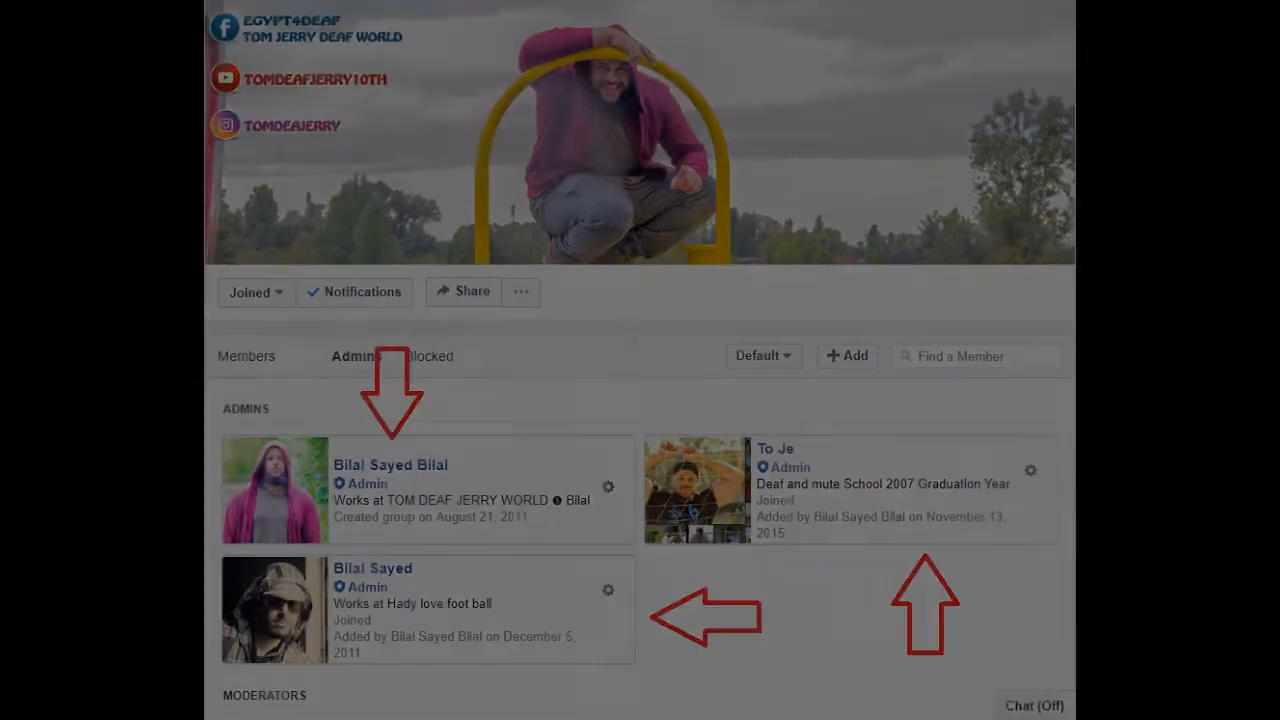 EGYPT4DEAF
TOM JERRY DEAF WORLD
TOMDEAFJERRY10TH
TOMDEAJERRY
Joined
Notifications
Share
Members
Admins
Blocked
Default
Add
Find a Member
ADMINS
Bilal Sayed Bilal
Admin
Works at TOM DEAF JERRY WORLD ❺ Bilal
Created group on August 21, 2011
To Je
Admin
Deaf and mute School 2007 Graduation Year
Joined
Added by Bilal Sayed Bilal on November 13,
2015
Bilal Sayed
Admin
Works at Hady love foot ball
Joined
Added by Bilal Sayed Bilal on December 5,
2011
MODERATORS
Chat (Off)